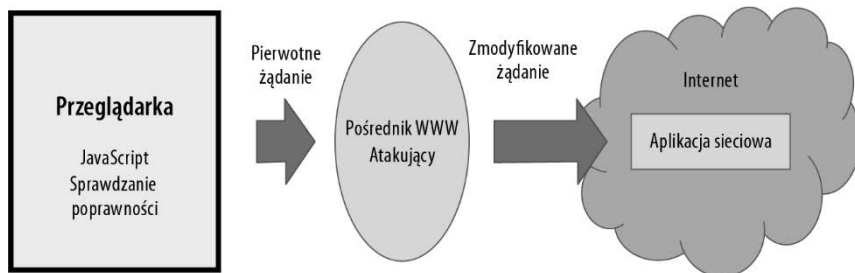 Przeglądarka
JavaScript
Sprawdzanie
poprawności
Pierwotne
żądanie
Pośrednik WWW
Atakujący
Zmodyfikowane
żądanie
Internet
Aplikacja sieciowa